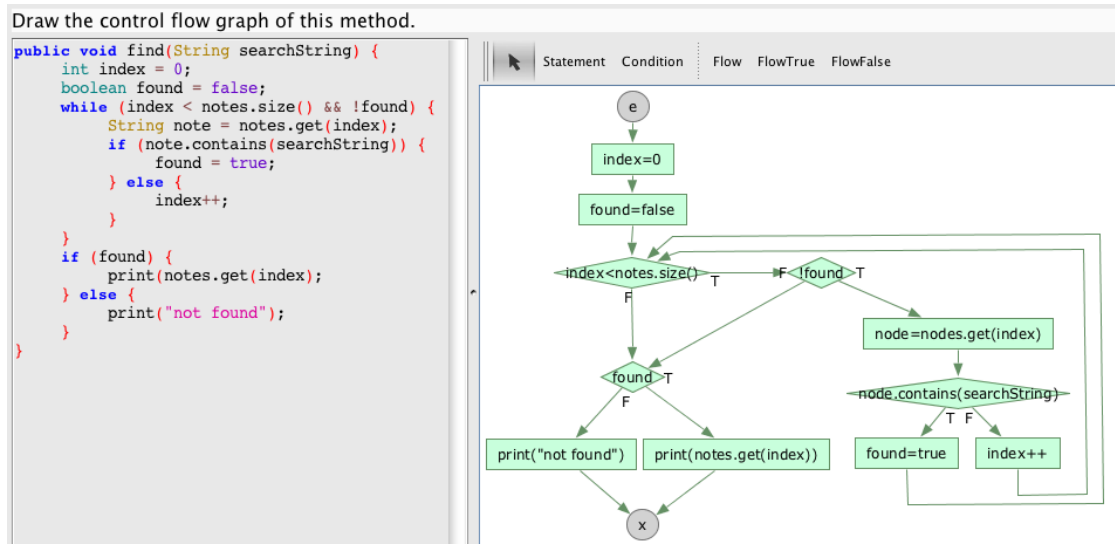 Draw the control flow graph of this method.
public void find(String searchString) {
int index = 0;
boolean found = false;
while (index < notes.size() && !found) {
String note = notes.get(index);
if (note.contains(searchString)) {
found = true;
} else {
index++;
}
}
if (found) {
print(notes.get(index);
} else {
print("not found");
}
}
Statement Condition Flow FlowTrue FlowFalse
e
index=0
found=false
index<notes.size() T F !found T
F
node=nodes.get(index)
found T
F
node.contains(searchString)
T F
print("not found") print(notes.get(index)) found=true index++
x